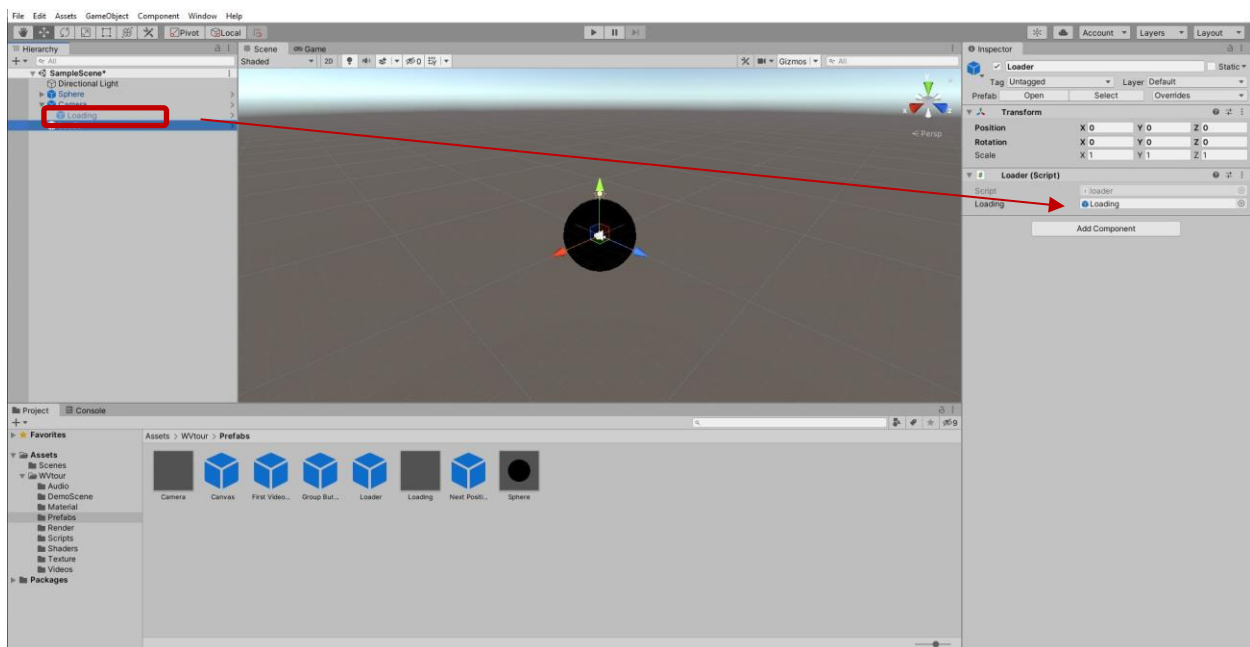 File Edit Assets GameObject Component Window Help
Pivot Local Account Layers Layout
Hierarchy
All
SampleScene*
Directional Light
Sphere
Camera
Loading
Scene Game
Shaded 2D 0 Gizmos All
Persp
Inspector
Loader Static
Tag Untagged Layer Default
Prefab Open Select Overrides
Transform
Position X 0 Y 0 Z 0
Rotation X 0 Y 0 Z 0
Scale X 1 Y 1 Z 1
# Loader (Script)
Script loader
Loading Loading
Add Component
Project Console
9
Favorites
Assets
Scenes
WVtour
Audio
DemoScene
Material
Prefabs
Render
Scripts
Shaders
Texture
Videos
Packages
Assets > WVtour > Prefabs
Camera Canvas First Video... Group But... Loader Loading Next Positi... Sphere